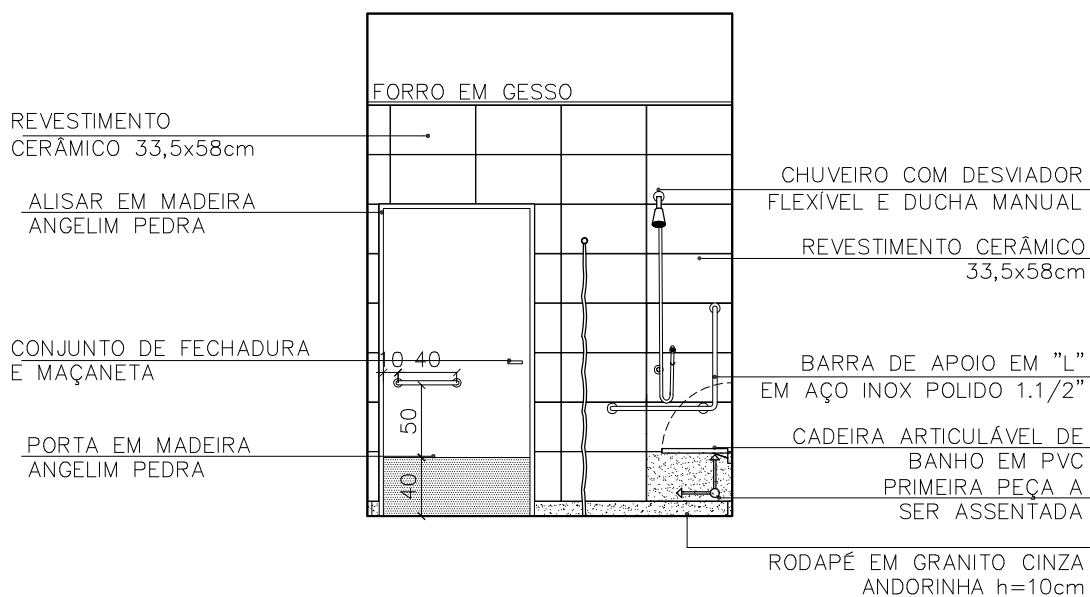 FORRO EM GESSO
REVESTIMENTO
CERÂMICO 33,5x58cm
ALISAR EM MADEIRA
ANGELIM PEDRA
CONJUNTO DE FECHADURA
E MAÇANETA
PORTA EM MADEIRA
ANGELIM PEDRA
10 40
50
40
CHUVEIRO COM DESVIADOR
FLEXÍVEL E DUCHA MANUAL
REVESTIMENTO CERÂMICO
33,5x58cm
BARRA DE APOIO EM "L"
EM AÇO INOX POLIDO 1.1/2"
CADEIRA ARTICULÁVEL DE
BANHO EM PVC
PRIMEIRA PEÇA A
SER ASSENTADA
RODAPÉ EM GRANITO CINZA
ANDORINHA h=10cm